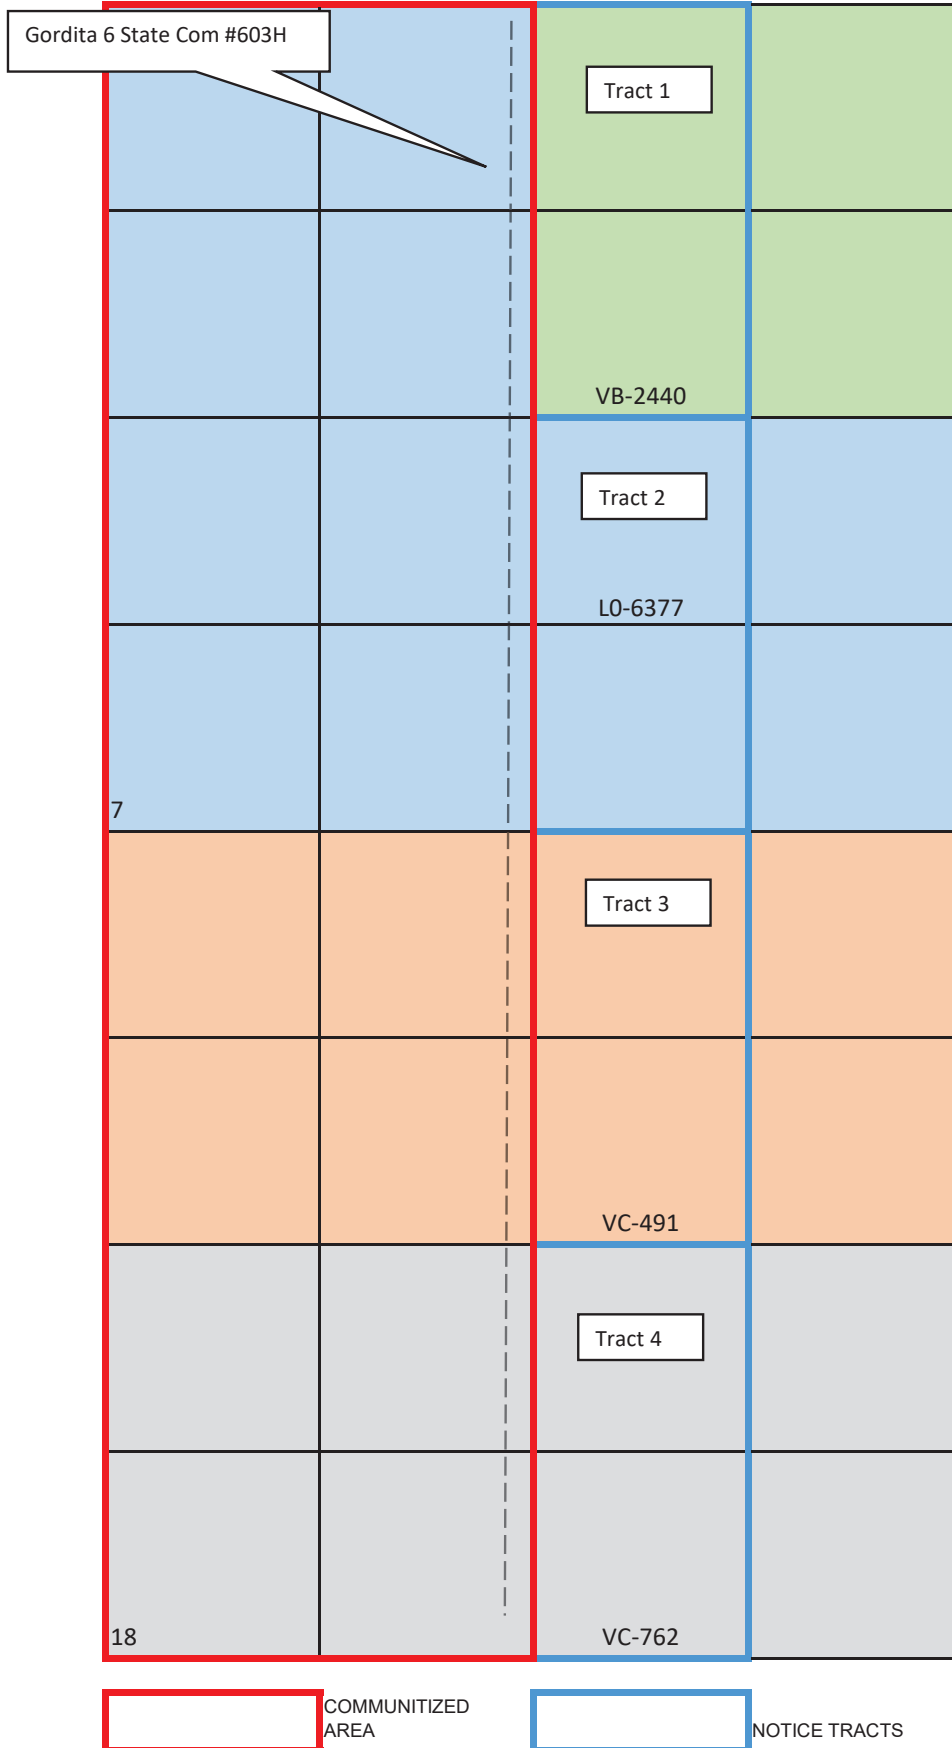 Gordita 6 State Com #603H
Tract 1
VB-2440
Tract 2
L0-6377
7
Tract 3
VC-491
Tract 4
18
VC-762
COMMUNITIZED
AREA
NOTICE TRACTS